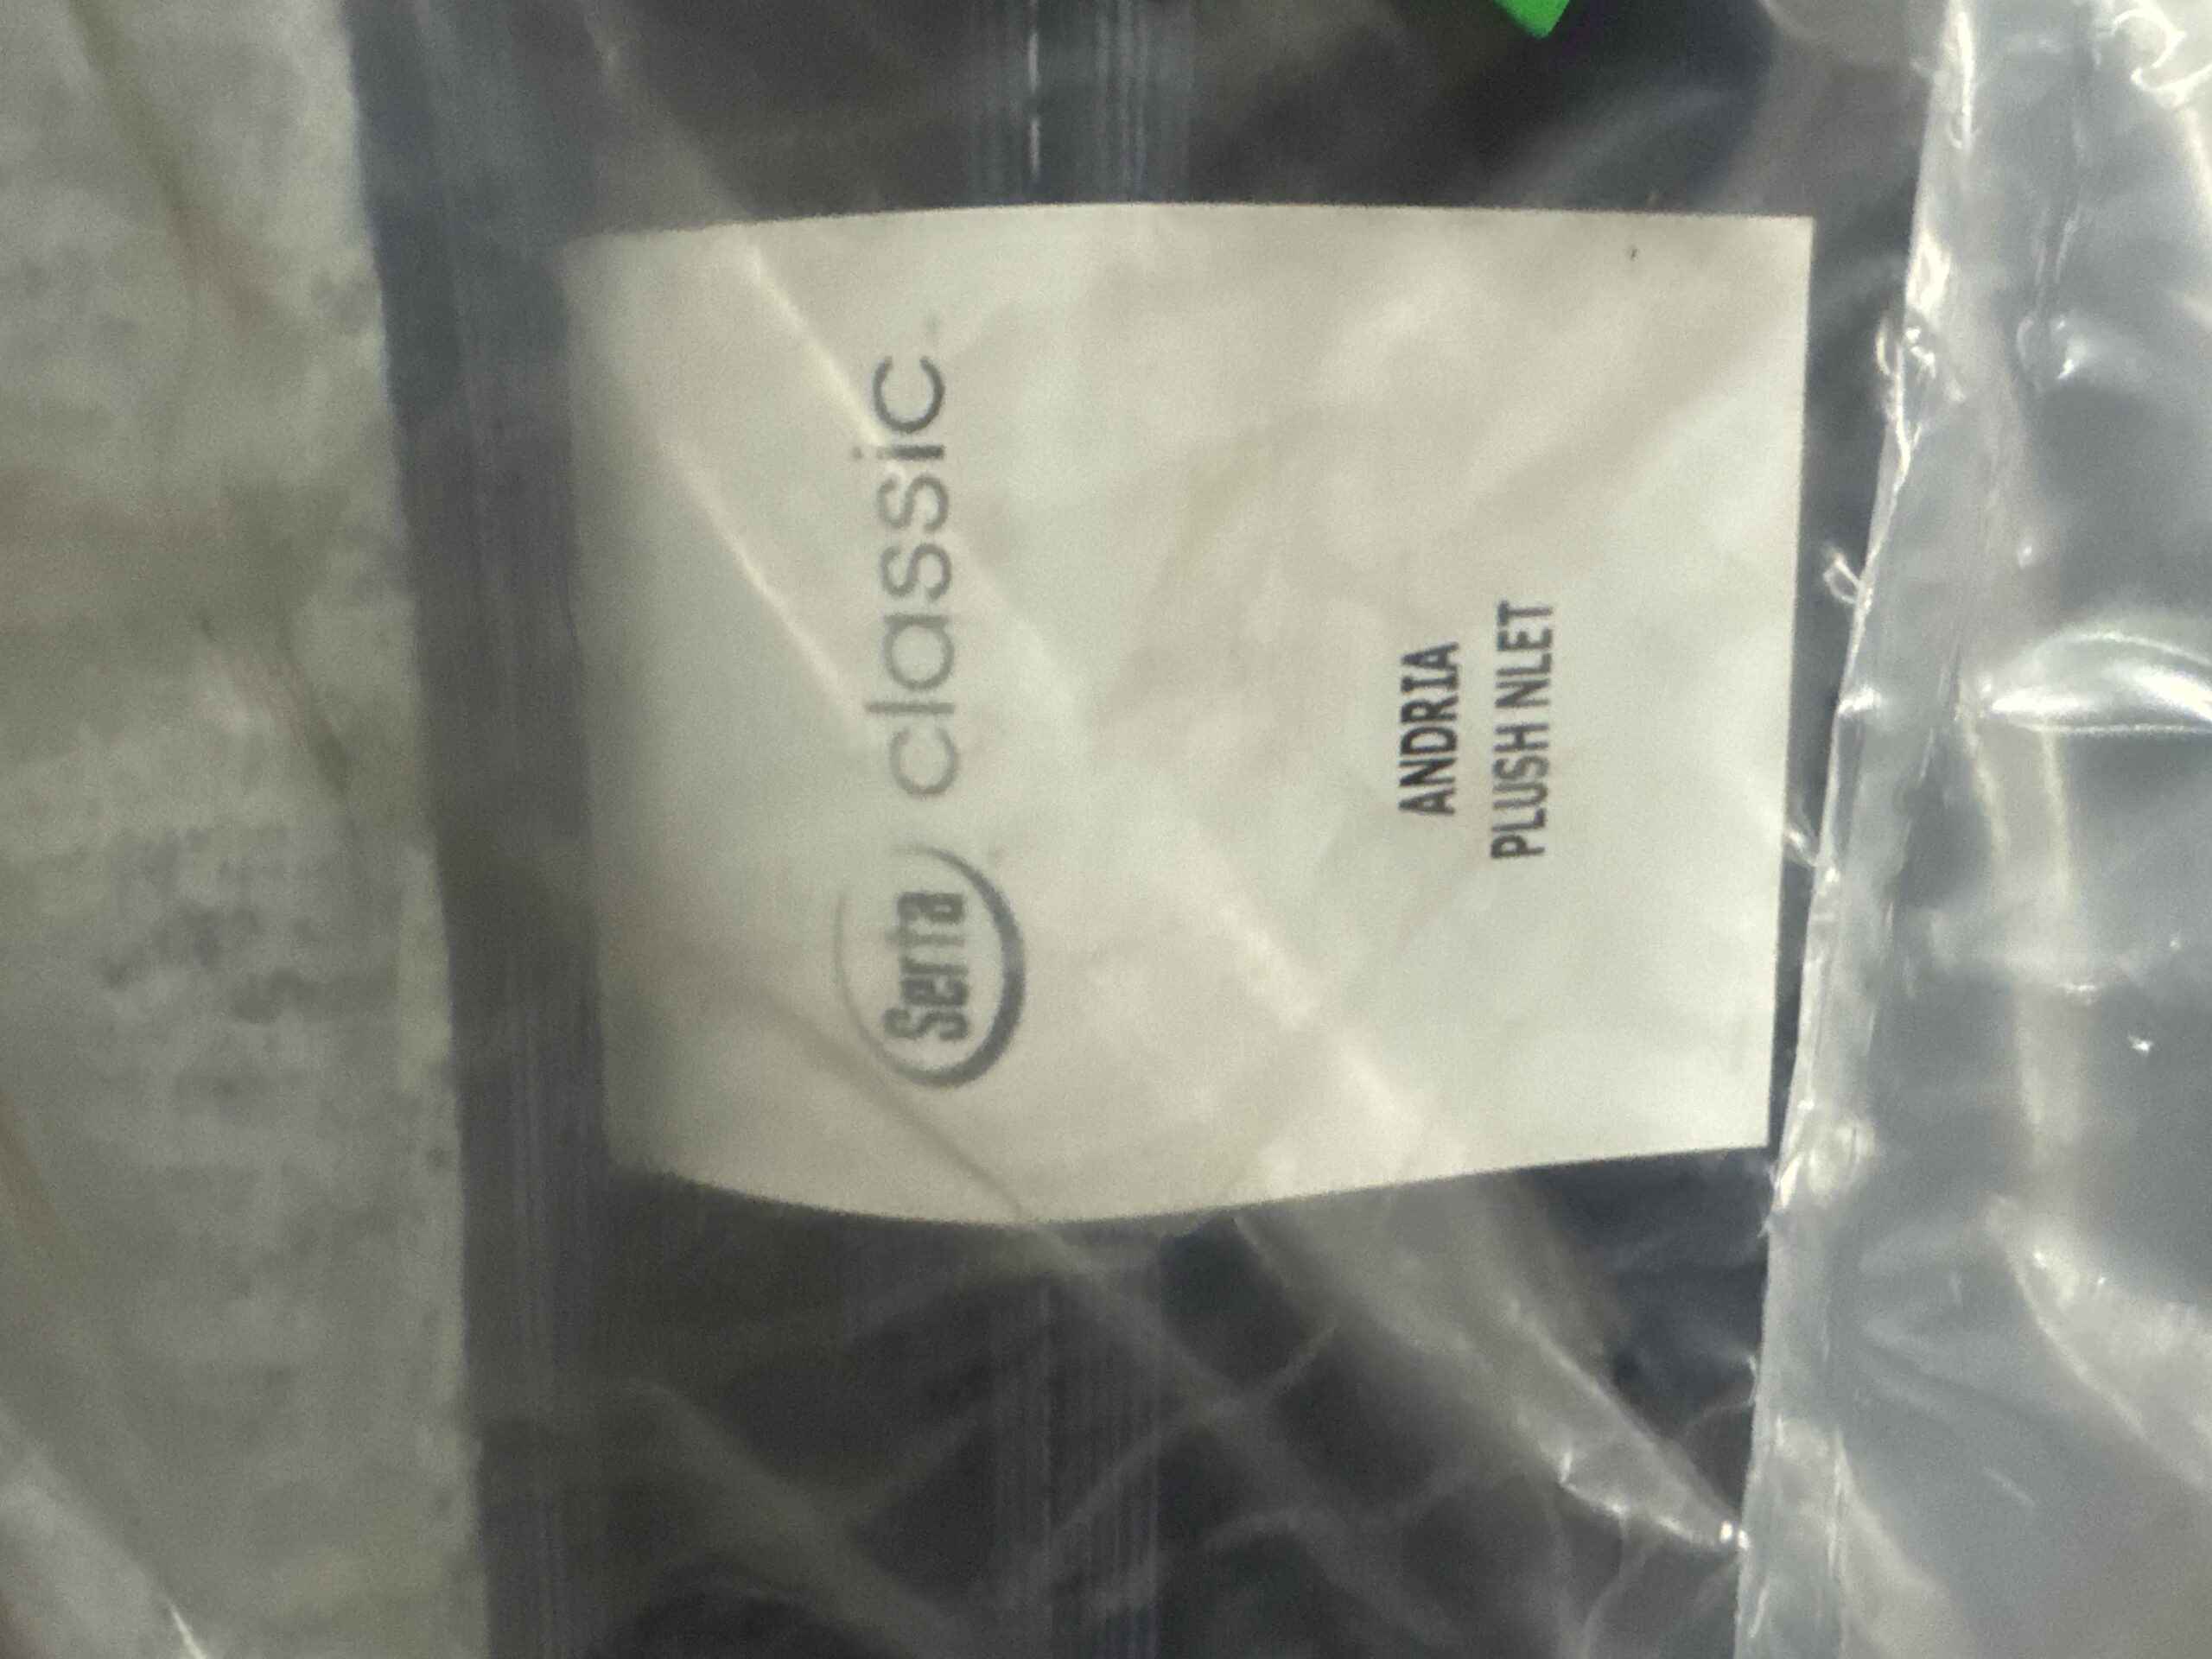 Serta classic
ANDRIA
PLUSH NLET